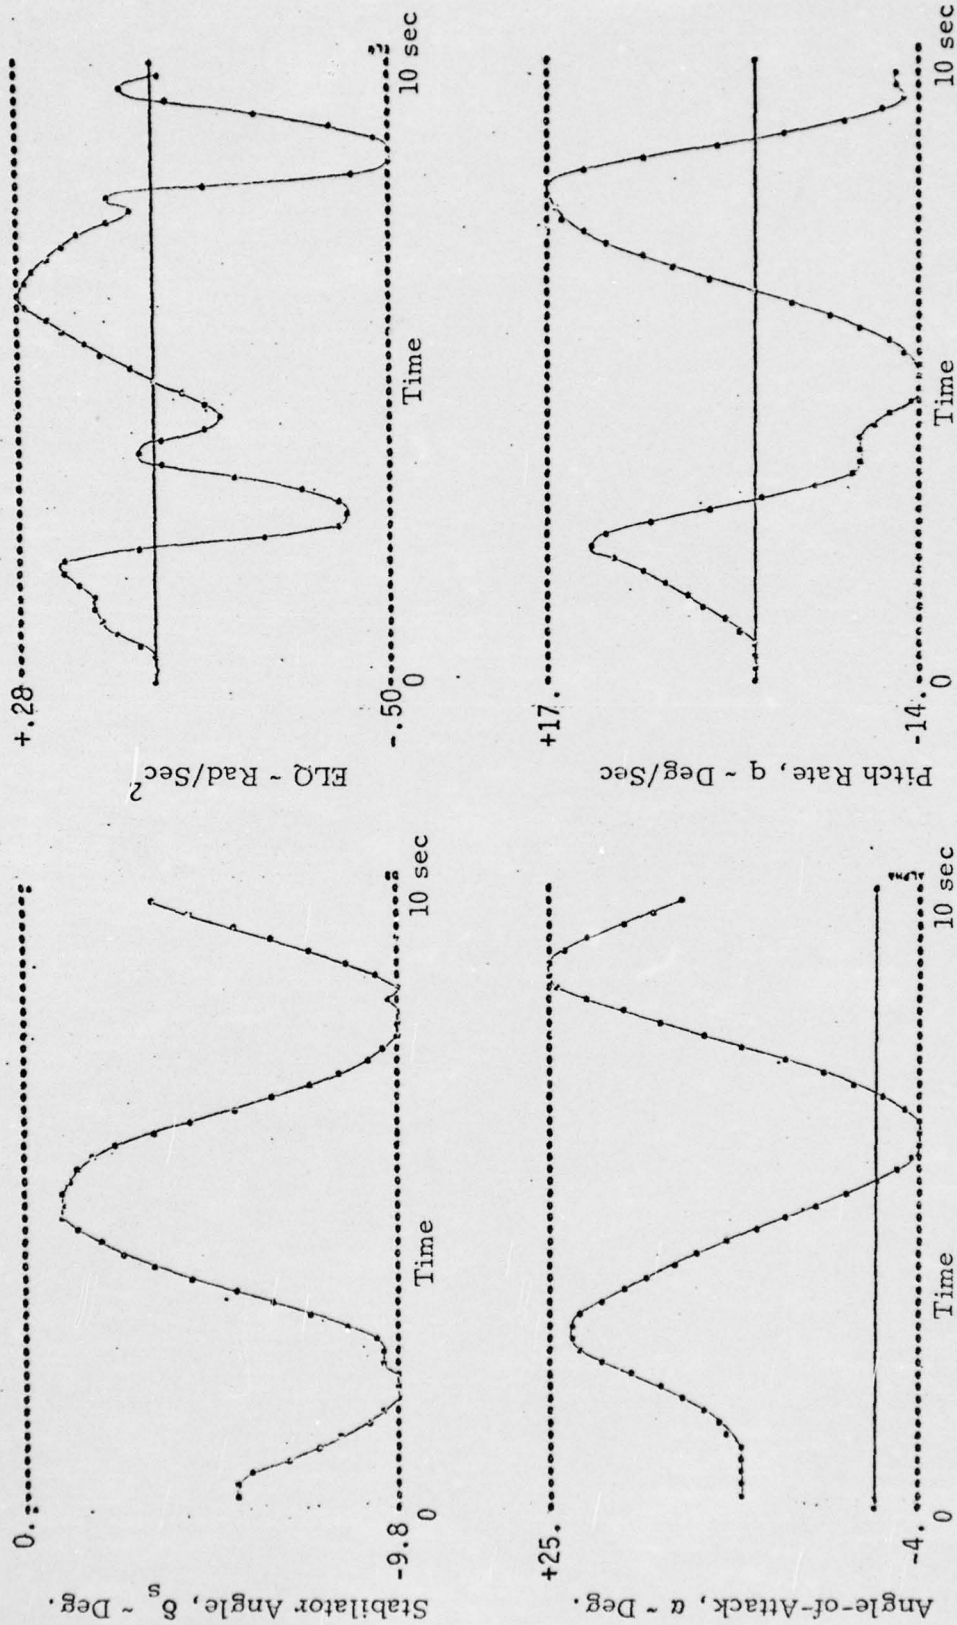 Stabilator Angle, δs ~ Deg.
0.
-9.8
0
Time
10 sec
ELQ ~ Rad/Sec2
+.28
-.50
0
Time
10 sec
Angle-of-Attack, α ~ Deg.
+25.
-4.
0
Time
10 sec
ALPHA
Pitch Rate, q ~ Deg/Sec
+17.
-14.
0
Time
10 sec